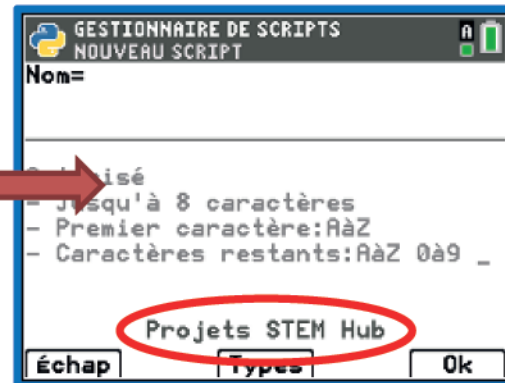 GESTIONNAIRE DE SCRIPTS
NOUVEAU SCRIPT
A
Nom=
- Jusqu'à 8 caractères
- Premier caractère:AàZ
- Caractères restants:AàZ 0à9 _
Projets STEM Hub
Échap Types Ok